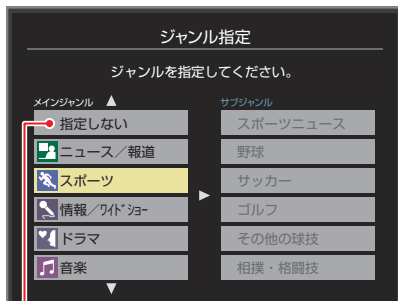 ジャンル指定
ジャンルを指定してください。
メインジャンル
指定しない
ニュース／報道
スポーツ
情報／ワイドショー
ドラマ
音楽
サブジャンル
スポーツニュース
野球
サッカー
ゴルフ
その他の球技
相撲・格闘技